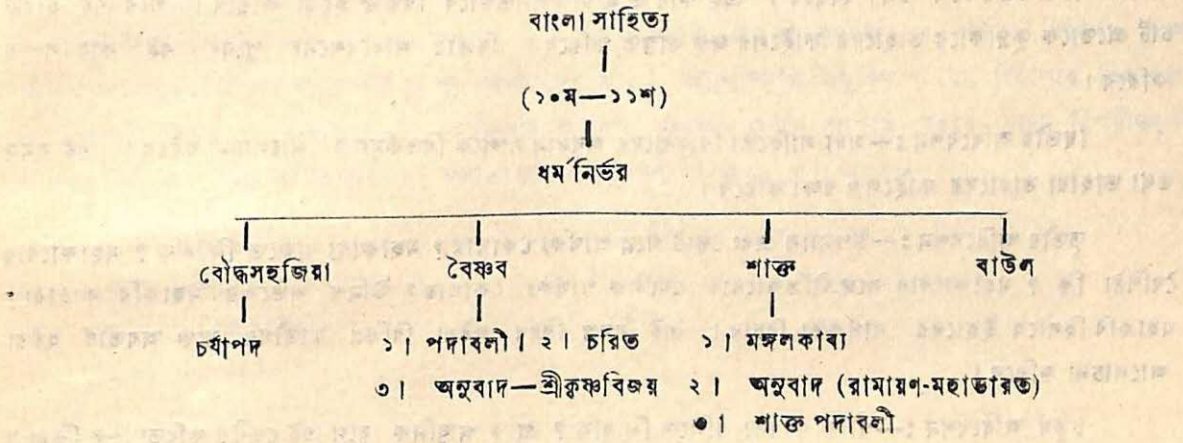 বাংলা সাহিত্য
(১০ম—১১শ)
ধর্ম নির্ভর
বৌদ্ধসহজিয়া বৈষ্ণব শাক্ত বাউল
চর্যাপদ ১। পদাবলী। ২। চরিত ১। মঙ্গলকাব্য
৩। অনুবাদ—শ্রীকৃষ্ণবিজয় ২। অনুবাদ (রামায়ণ-মহাভারত)
৩। শাক্ত পদাবলী